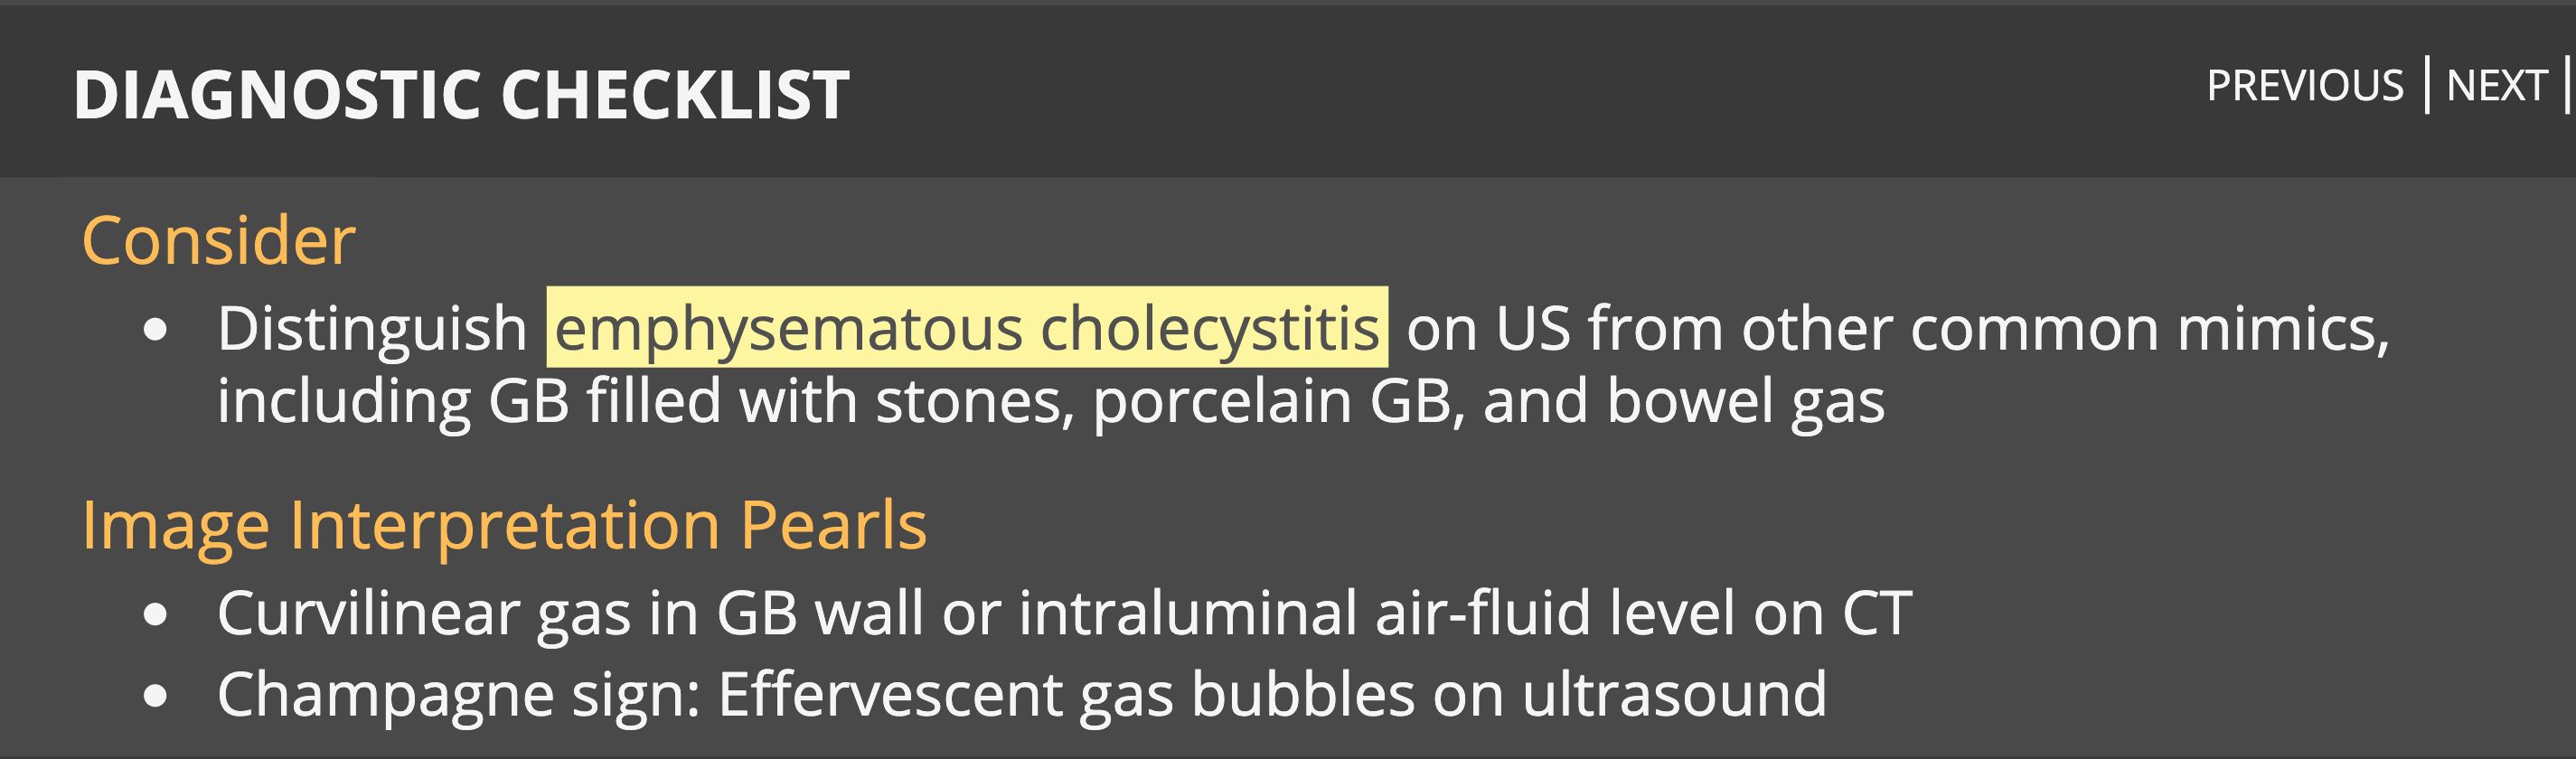 DIAGNOSTIC CHECKLIST
PREVIOUS | NEXT |
Consider
• Distinguish emphysematous cholecystitis on US from other common mimics,
including GB filled with stones, porcelain GB, and bowel gas
Image Interpretation Pearls
• Curvilinear gas in GB wall or intraluminal air-fluid level on CT
• Champagne sign: Effervescent gas bubbles on ultrasound